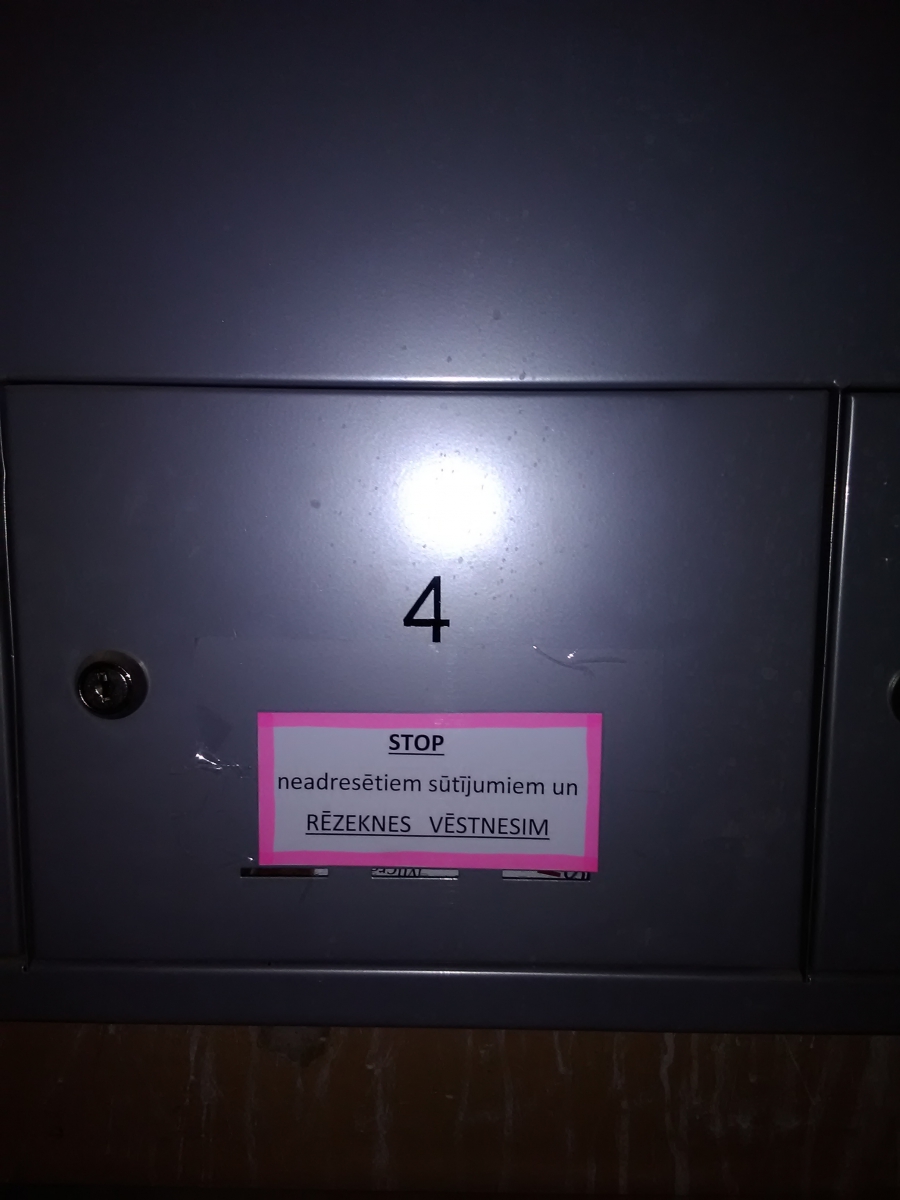 4
STOP
neadresētiem sūtījumiem un
RĒZEKNES VĒSTNESIM